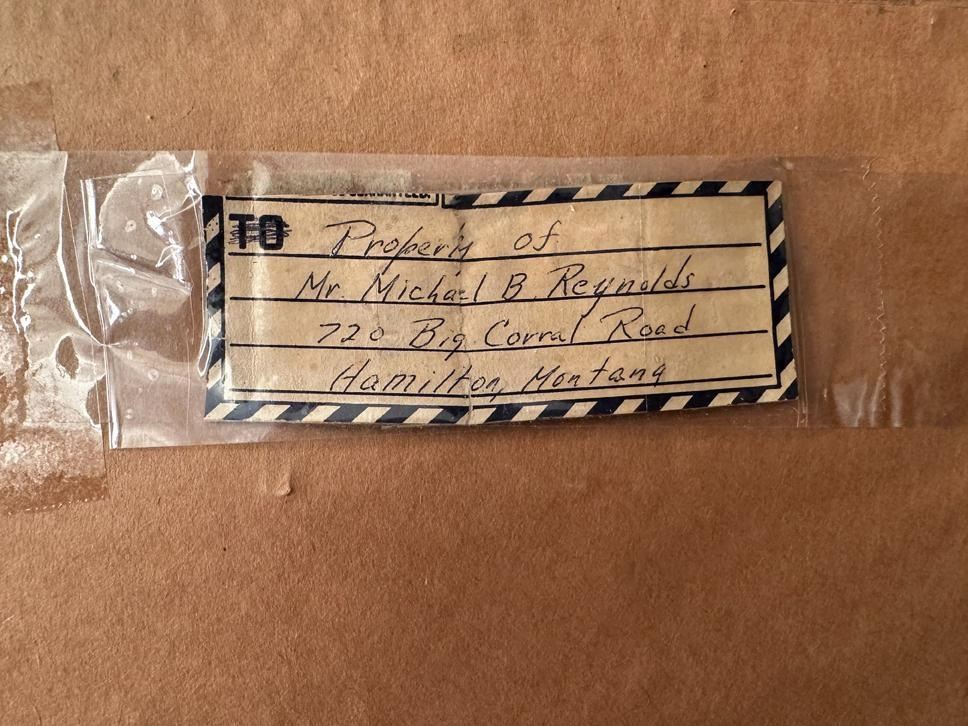 TO Property of
Mr. Michael B. Reynolds
720 Big Corral Road
Hamilton, Montana